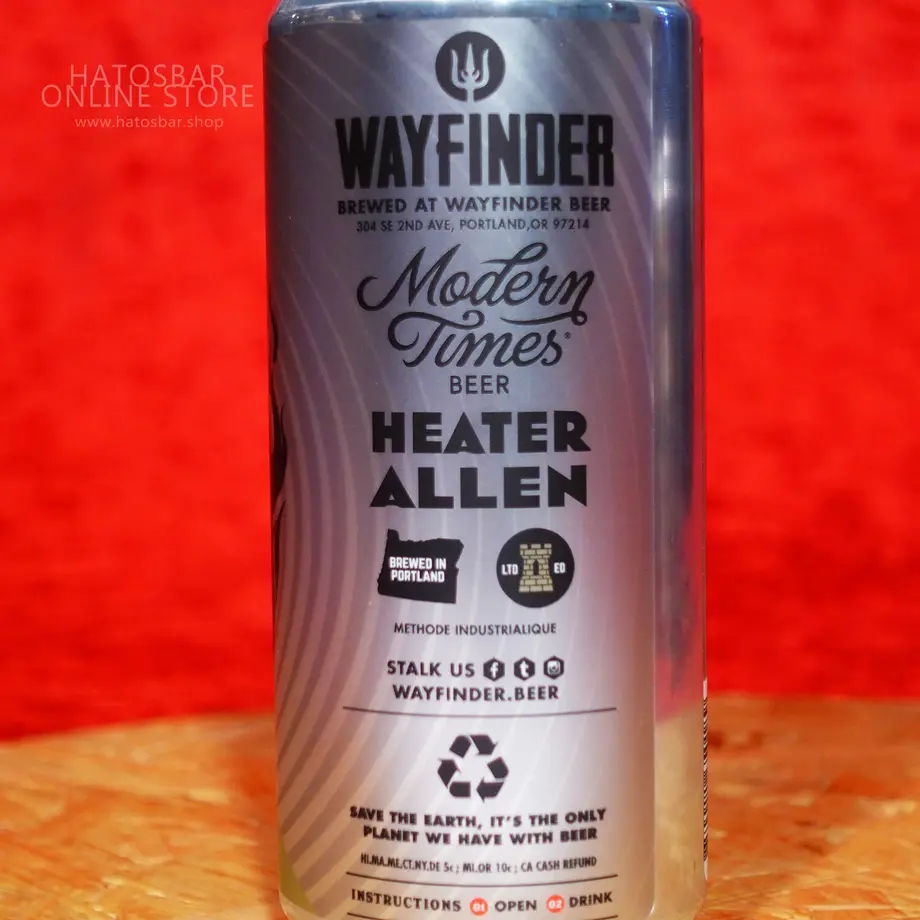 HATOSBAR
ONLINE STORE
www.hatosbar.shop
WAYFINDER
BREWED AT WAYFINDER BEER
304 SE 2ND AVE, PORTLAND,OR 97214
Modern
Times®
BEER
HEATER
ALLEN
BREWED IN
PORTLAND
LTD ED
METHODE INDUSTRIALIQUE
STALK US f t
WAYFINDER.BEER
SAVE THE EARTH, IT'S THE ONLY
PLANET WE HAVE WITH BEER
HI.MA.ME.CT.NY.DE 5¢; MI.OR 10¢; CA CASH REFUND
INSTRUCTIONS 01 OPEN 02 DRINK